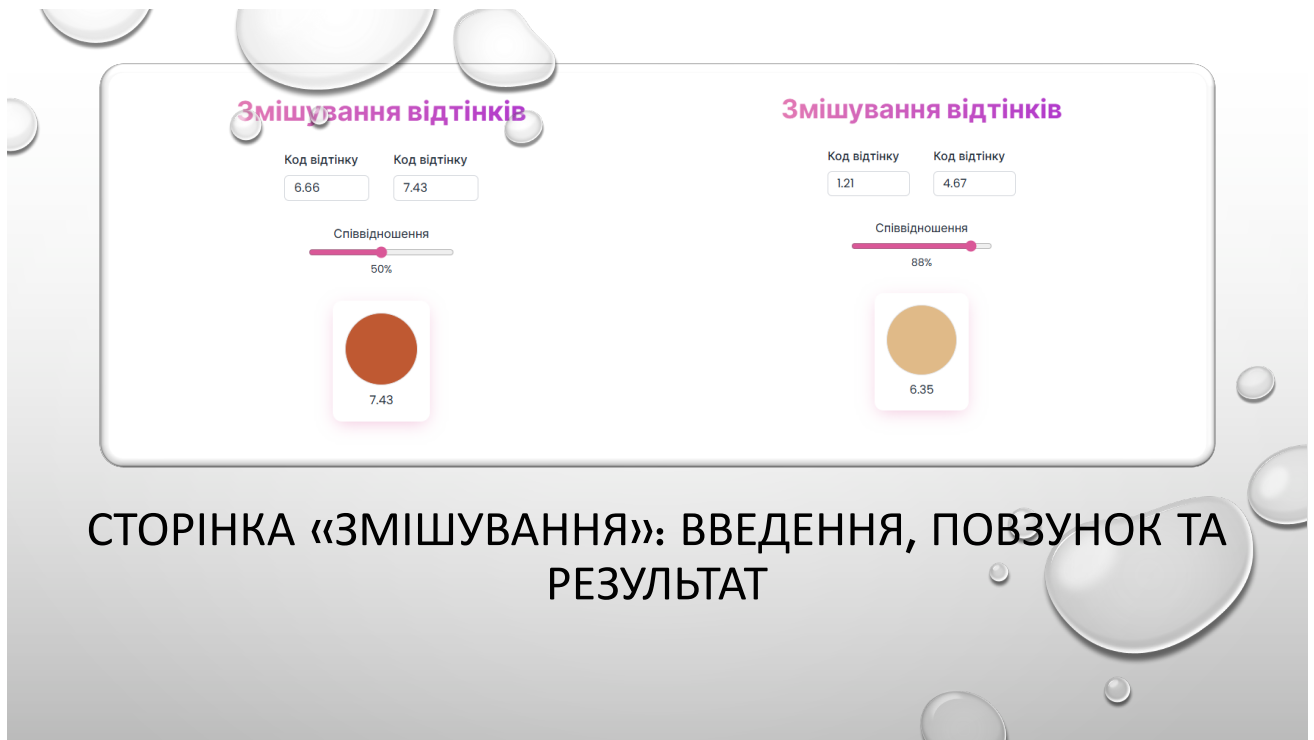 Змішування відтінків
Код відтінку Код відтінку
6.66 7.43
Співвідношення
50%
7.43
Змішування відтінків
Код відтінку Код відтінку
1.21 4.67
Співвідношення
88%
6.35
СТОРІНКА «ЗМІШУВАННЯ»: ВВЕДЕННЯ, ПОВЗУНОК ТА
РЕЗУЛЬТАТ